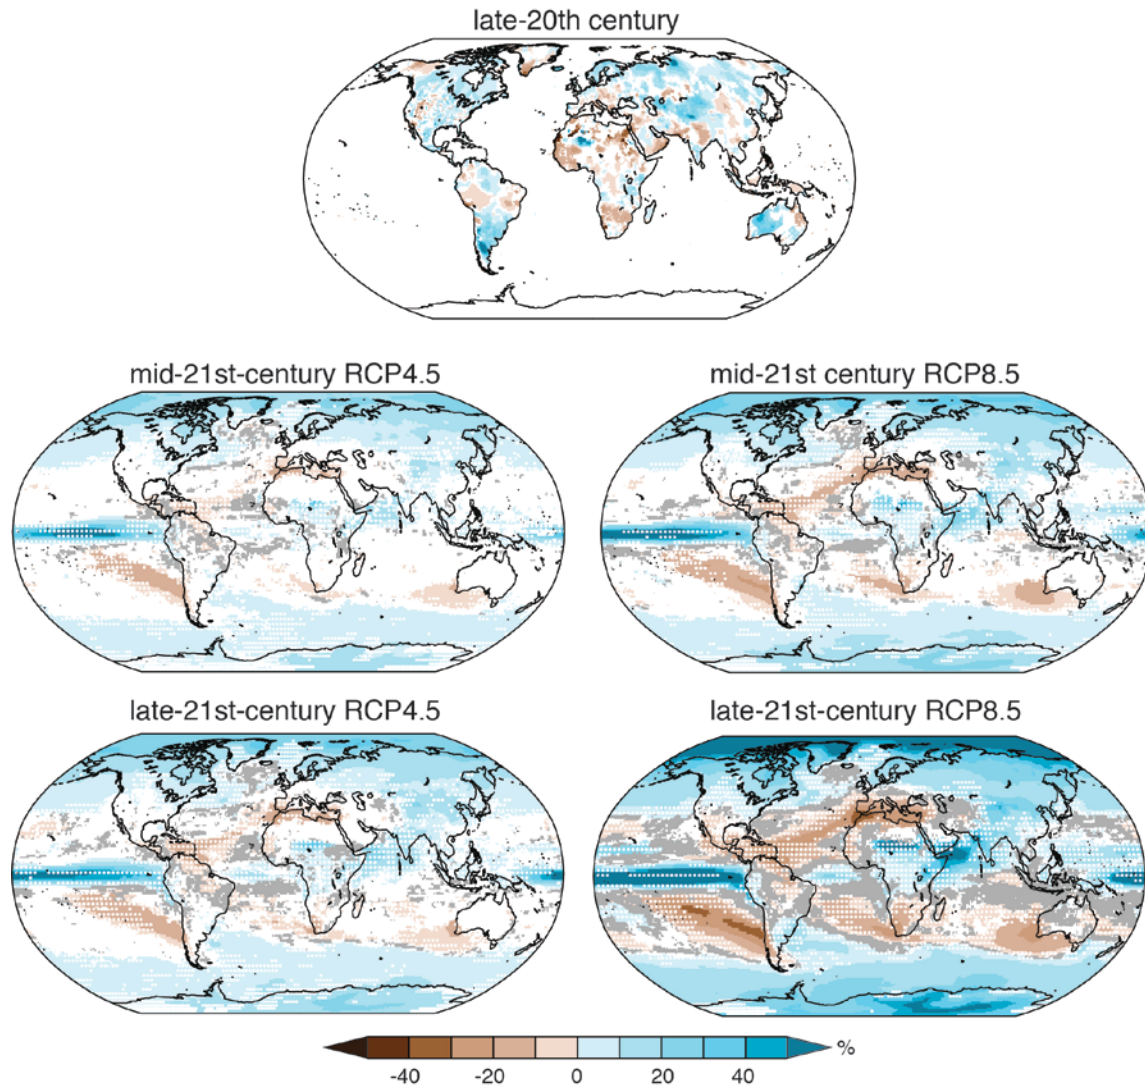 late-20th century
mid-21st-century RCP4.5
mid-21st century RCP8.5
late-21st-century RCP4.5
late-21st-century RCP8.5
%
-40 -20 0 20 40